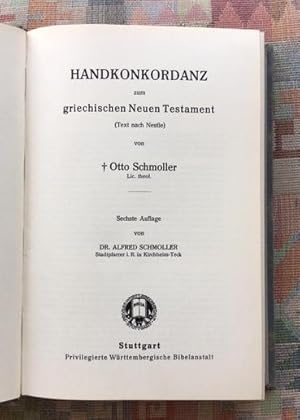 HANDKONKORDANZ
zum
griechischen Neuen Testament
(Text nach Nestle)
von
† Otto Schmoller
Lic. theol.
Sechste Auflage
von
DR. ALFRED SCHMOLLER
Stadtpfarrer i. R. in Kirchheim-Teck
Stuttgart
Privilegierte Württembergische Bibelanstalt